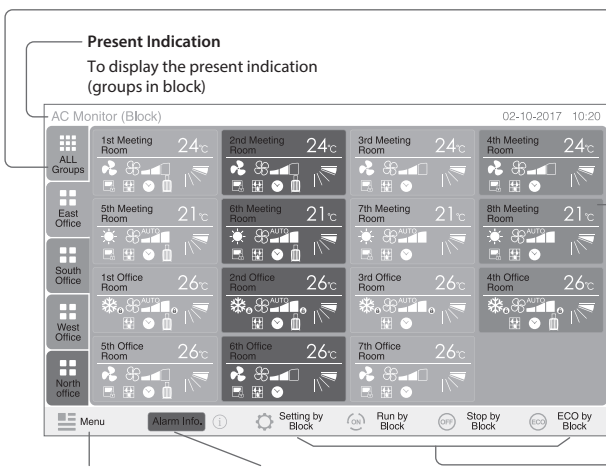 Present Indication
To display the present indication
(groups in block)
AC Monitor (Block)
02-10-2017 10:20
ALL
Groups
East
Office
South
Office
West
Office
North
office
1st Meeting
Room
24°C
2nd Meeting
Room
24°C
3rd Meeting
Room
24°C
4th Meeting
Room
24°C
5th Meeting
Room
21°C
AUTO
6th Meeting
Room
21°C
AUTO
7th Meeting
Room
21°C
AUTO
8th Meeting
Room
21°C
AUTO
1st Office
Room
26°C
AUTO
2nd Office
Room
26°C
AUTO
3rd Office
Room
26°C
AUTO
4th Office
Room
26°C
AUTO
5th Office
Room
26°C
6th Office
Room
26°C
7th Office
Room
26°C
Menu
Alarm Info.
i
Setting by
Block
ON
Run by
Block
OFF
Stop by
Block
ECO
ECO by
Block